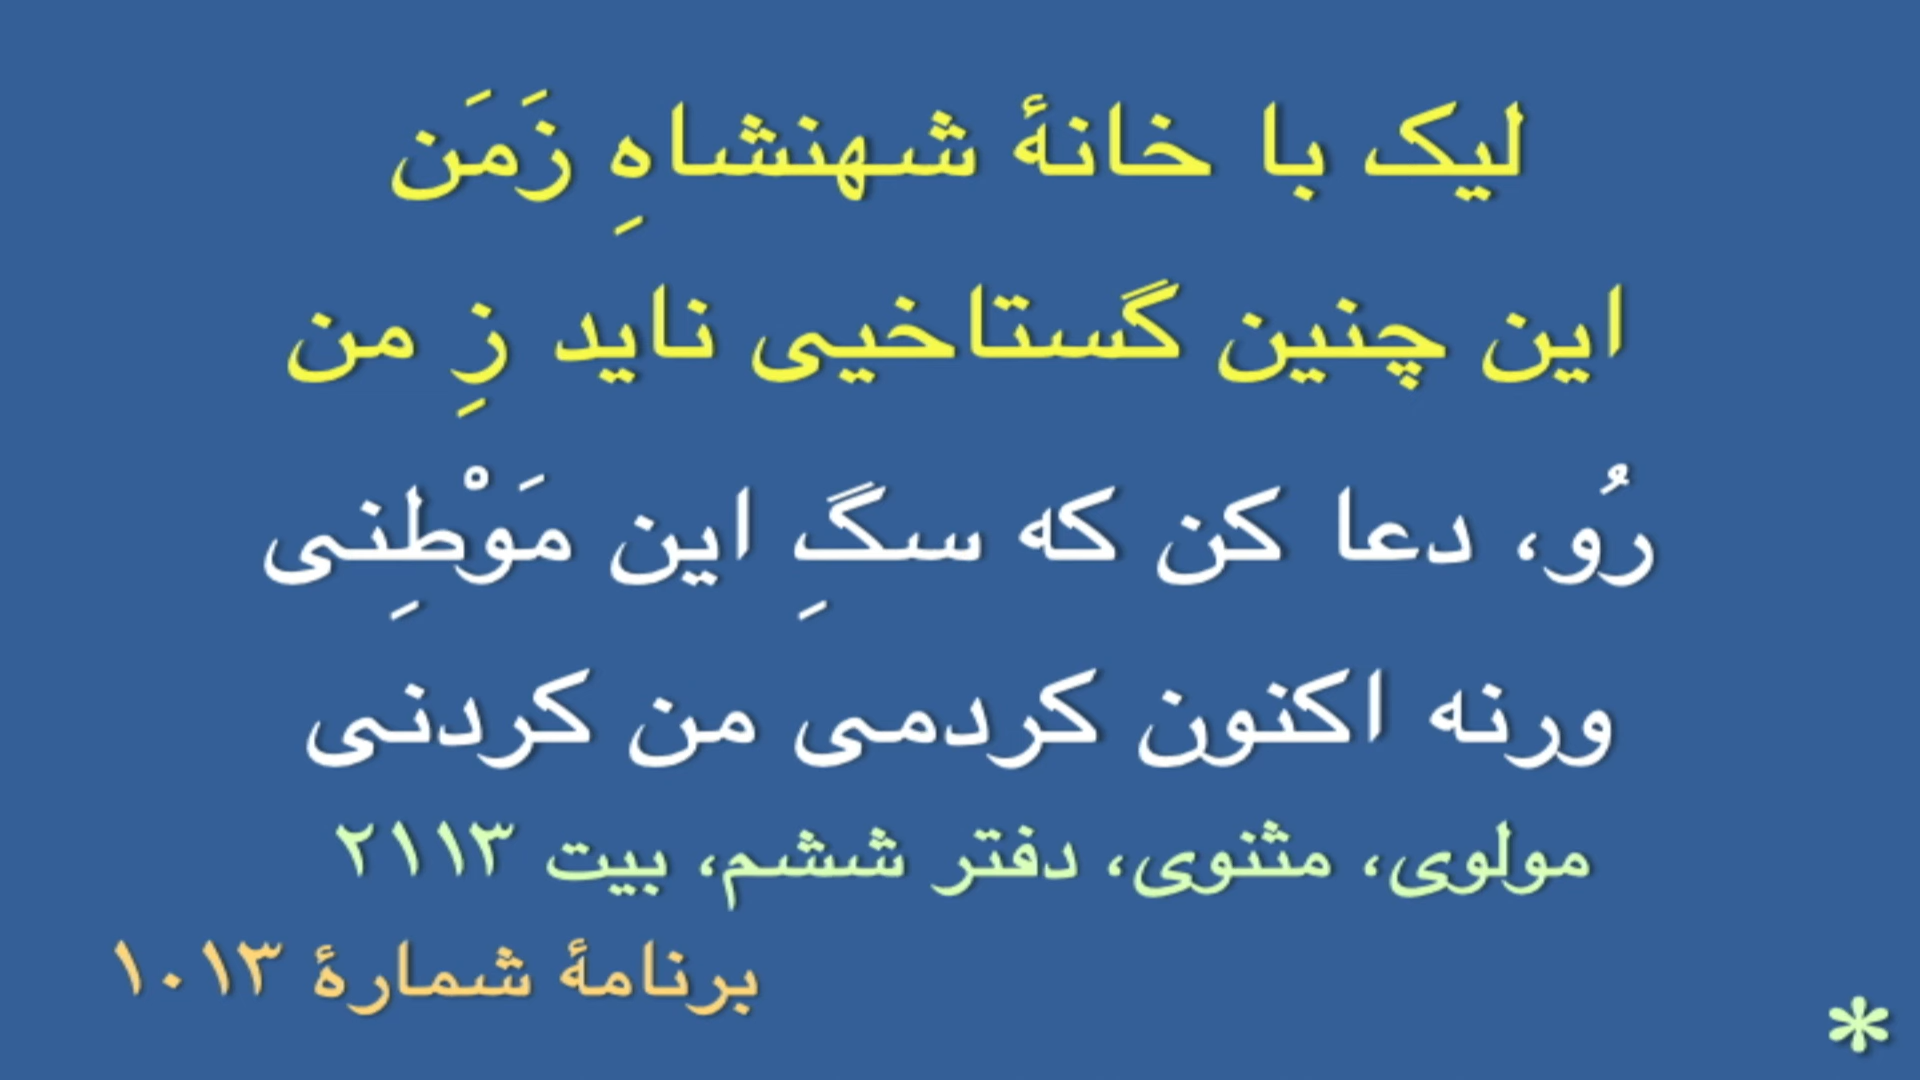 لیک با خانهٔ شهنشاهِ زَمَن
این چنین گستاخیی ناید زِ من
رُو، دعا کن که سگِ این مَوْطِنی
ورنه اکنون کردمی من کردنی
مولوی، مثنوی، دفتر ششم، بیت ۲۱۱۳
برنامهٔ شمارهٔ ۱۰۱۳
*